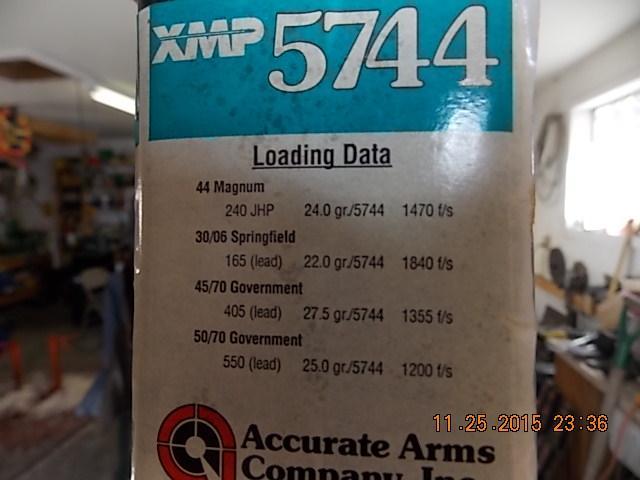 XMP 5744
Loading Data
44 Magnum
240 JHP 24.0 gr./5744 1470 f/s
30/06 Springfield
165 (lead) 22.0 gr./5744 1840 f/s
45/70 Government
405 (lead) 27.5 gr./5744 1355 f/s
50/70 Government
550 (lead) 25.0 gr./5744 1200 f/s
Accurate Arms
Company, Inc.
11.25.2015 23:36